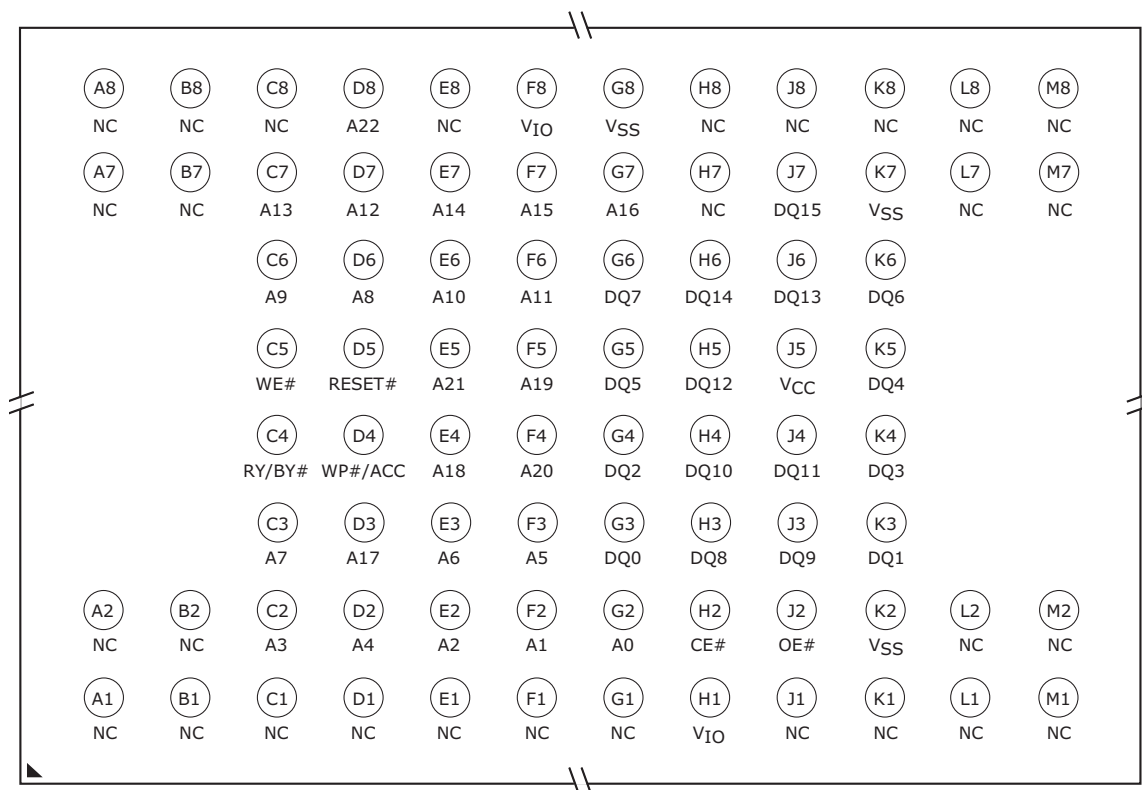 A8 B8 C8 D8 E8 F8 G8 H8 J8 K8 L8 M8
NC NC NC A22 NC VIO VSS NC NC NC NC NC
A7 B7 C7 D7 E7 F7 G7 H7 J7 K7 L7 M7
NC NC A13 A12 A14 A15 A16 NC DQ15 VSS NC NC
C6 D6 E6 F6 G6 H6 J6 K6
A9 A8 A10 A11 DQ7 DQ14 DQ13 DQ6
C5 D5 E5 F5 G5 H5 J5 K5
WE# RESET# A21 A19 DQ5 DQ12 VCC DQ4
C4 D4 E4 F4 G4 H4 J4 K4
RY/BY# WP#/ACC A18 A20 DQ2 DQ10 DQ11 DQ3
C3 D3 E3 F3 G3 H3 J3 K3
A7 A17 A6 A5 DQ0 DQ8 DQ9 DQ1
A2 B2 C2 D2 E2 F2 G2 H2 J2 K2 L2 M2
NC NC A3 A4 A2 A1 A0 CE# OE# VSS NC NC
A1 B1 C1 D1 E1 F1 G1 H1 J1 K1 L1 M1
NC NC NC NC NC NC NC VIO NC NC NC NC